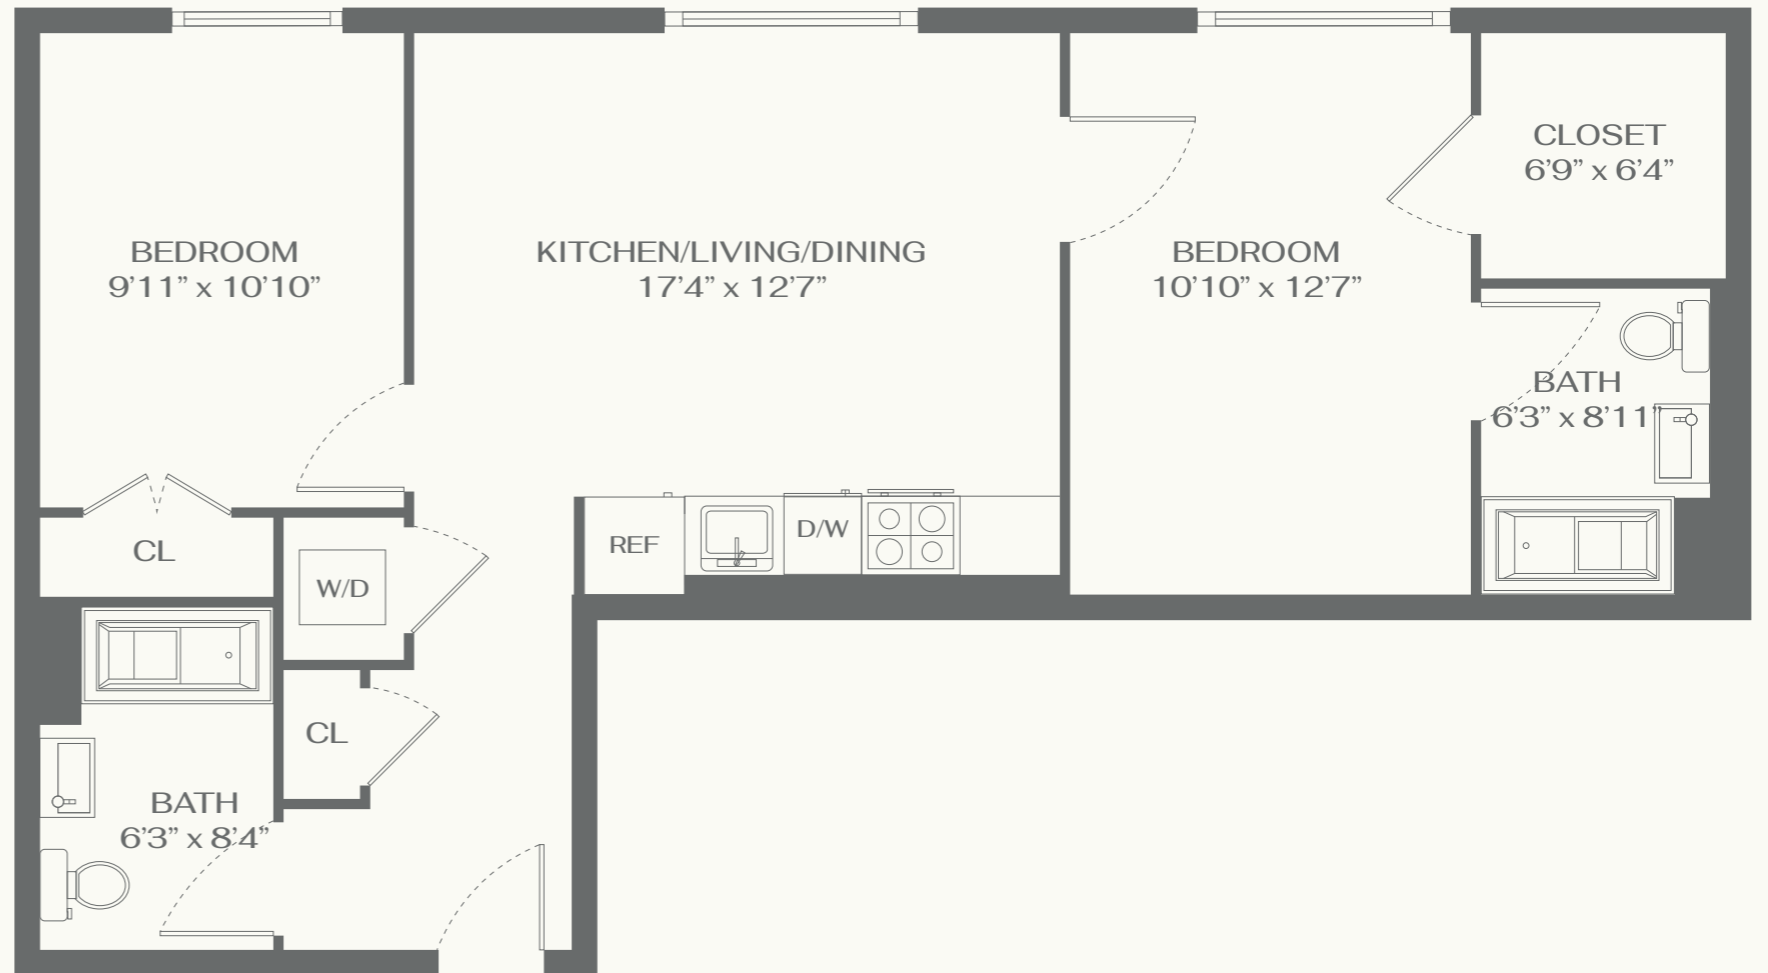 BEDROOM
9’11” x 10’10”
KITCHEN/LIVING/DINING
17’4” x 12’7”
BEDROOM
10’10” x 12’7”
CLOSET
6’9” x 6’4”
BATH
6’3” x 8’11”
CL
W/D
REF
D/W
CL
BATH
6’3” x 8’4”